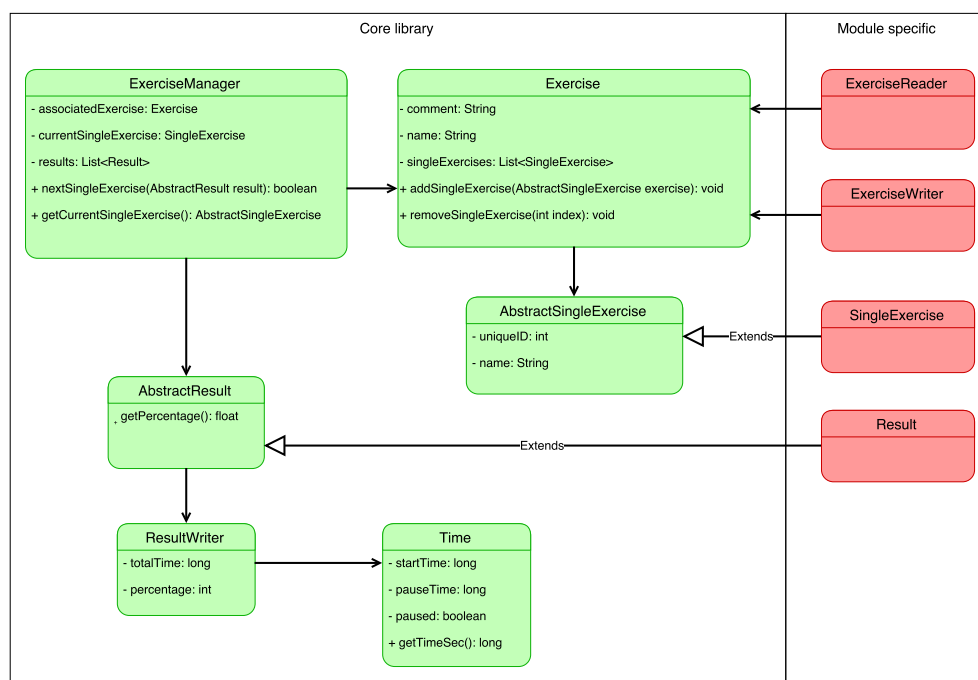 Core library
Module specific
ExerciseManager
- associatedExercise: Exercise
- currentSingleExercise: SingleExercise
- results: List<Result>
+ nextSingleExercise(AbstractResult result): boolean
+ getCurrentSingleExercise(): AbstractSingleExercise
Exercise
- comment: String
- name: String
- singleExercises: List<SingleExercise>
+ addSingleExercise(AbstractSingleExercise exercise): void
+ removeSingleExercise(int index): void
ExerciseReader
ExerciseWriter
AbstractSingleExercise
- uniqueID: int
- name: String
Extends
SingleExercise
AbstractResult
+ getPercentage(): float
Extends
Result
ResultWriter
- totalTime: long
- percentage: int
Time
- startTime: long
- pauseTime: long
- paused: boolean
+ getTimeSec(): long